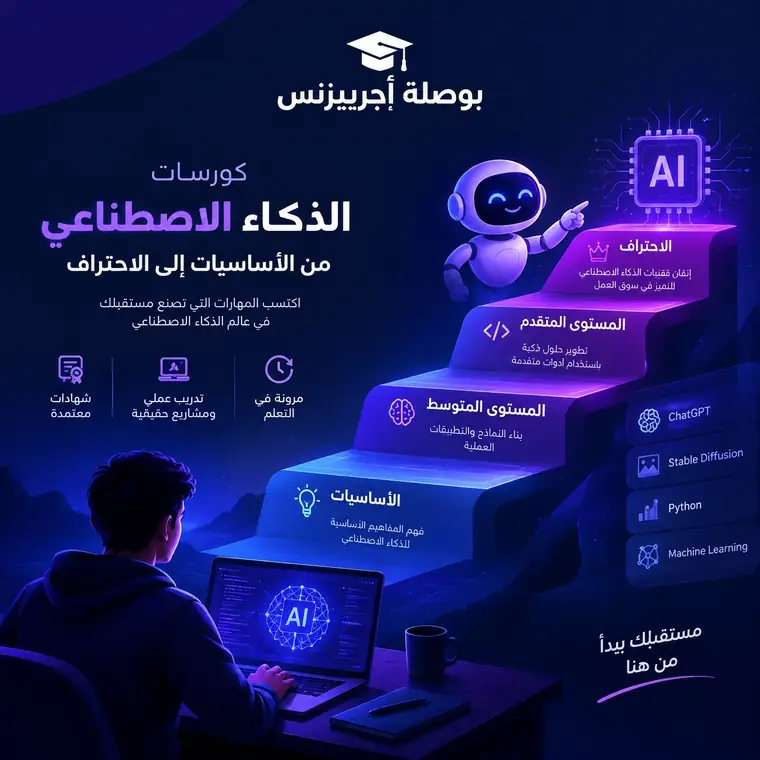 بوصلة أجرييزنس
كورسات
الذكاء الاصطناعي
من الأساسيات إلى الاحتراف
اكتسب المهارات التي تصنع مستقبلك
في عالم الذكاء الاصطناعي
مرونة في
التعلم
تدريب عملي
ومشاريع حقيقية
شهادات
معتمدة
AI
الاحتراف
إتقان تقنيات الذكاء الاصطناعي
للتميز في سوق العمل
المستوى المتقدم
تطوير حلول ذكية
باستخدام أدوات متقدمة
المستوى المتوسط
بناء النماذج والتطبيقات
العملية
الأساسيات
فهم المفاهيم الأساسية
للذكاء الاصطناعي
ChatGPT
Stable Diffusion
Python
Machine Learning
AI
مستقبلك يبدأ
من هنا